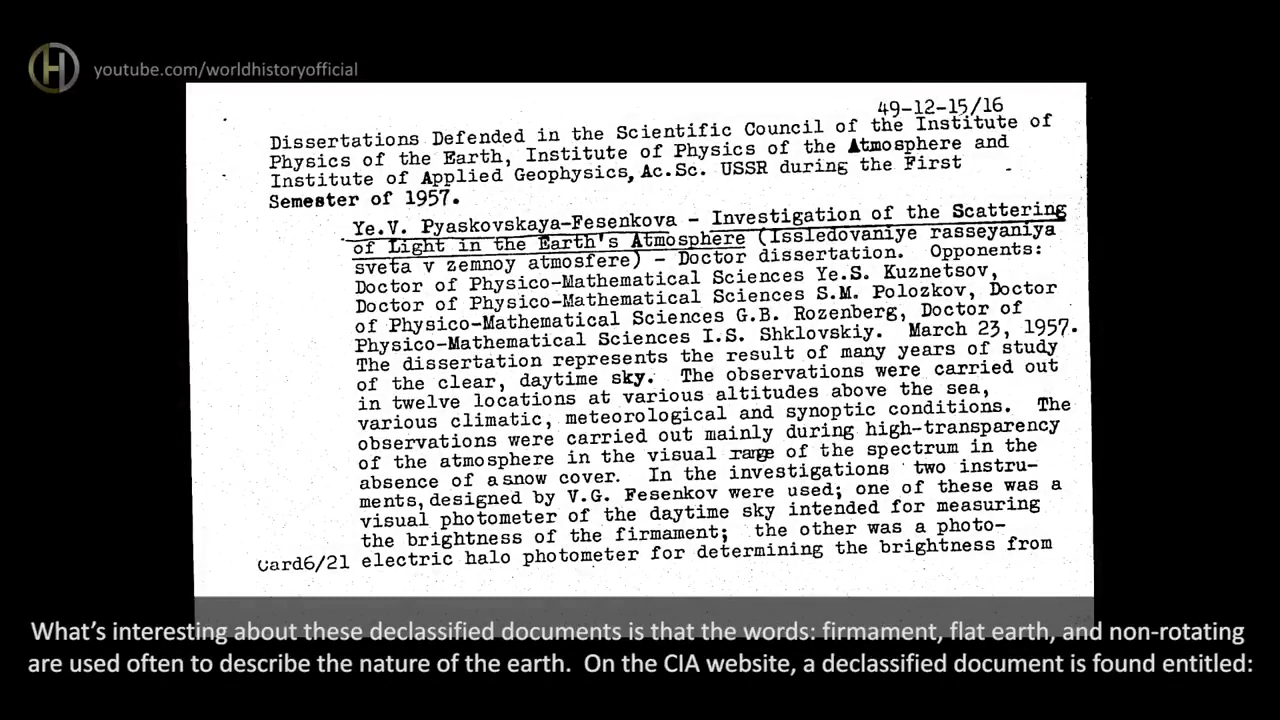 youtube.com/worldhistoryofficial
49-12-15/16
Dissertations Defended in the Scientific Council of the Institute of
Physics of the Earth, Institute of Physics of the Atmosphere and
Institute of Applied Geophysics, Ac.Sc. USSR during the First
Semester of 1957.
Ye.V. Pyaskovskaya-Fesenkova - Investigation of the Scattering
of Light in the Earth's Atmosphere (Issledovaniye rasseyaniya
sveta v zemnoy atmosfere) - Doctor dissertation. Opponents:
Doctor of Physico-Mathematical Sciences Ye.S. Kuznetsov,
Doctor of Physico-Mathematical Sciences S.M. Polozkov, Doctor
of Physico-Mathematical Sciences G.B. Rozenberg, Doctor of
Physico-Mathematical Sciences I.S. Shklovskiy. March 23, 1957.
The dissertation represents the result of many years of study
of the clear, daytime sky. The observations were carried out
in twelve locations at various altitudes above the sea,
various climatic, meteorological and synoptic conditions. The
observations were carried out mainly during high-transparency
of the atmosphere in the visual range of the spectrum in the
absence of a snow cover. In the investigations two instru-
ments, designed by V.G. Fesenkov were used; one of these was a
visual photometer of the daytime sky intended for measuring
the brightness of the firmament; the other was a photo-
Card6/21 electric halo photometer for determining the brightness from
What's interesting about these declassified documents is that the words: firmament, flat earth, and non-rotating
are used often to describe the nature of the earth. On the CIA website, a declassified document is found entitled: